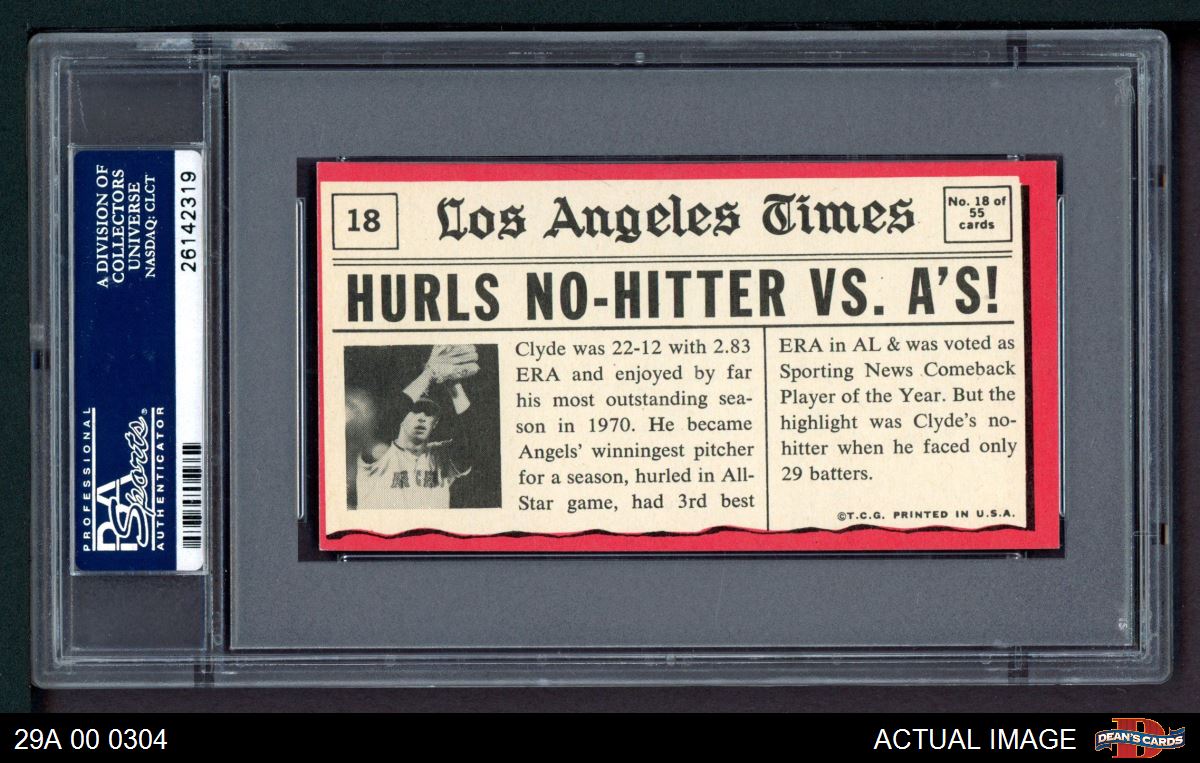 A DIVISION OF
COLLECTORS
UNIVERSE
NASDAQ: CLCT
26142319
PROFESSIONAL
PSA
Sports®
AUTHENTICATOR
18
Los Angeles Times
No. 18 of
55
cards
HURLS NO-HITTER VS. A'S!
Clyde was 22-12 with 2.83
ERA and enjoyed by far
his most outstanding sea-
son in 1970. He became
Angels' winningest pitcher
for a season, hurled in All-
Star game, had 3rd best
ERA in AL & was voted as
Sporting News Comeback
Player of the Year. But the
highlight was Clyde's no-
hitter when he faced only
29 batters.
©T.C.G. PRINTED IN U.S.A.
29A 00 0304
ACTUAL IMAGE
DEAN'S CARDS